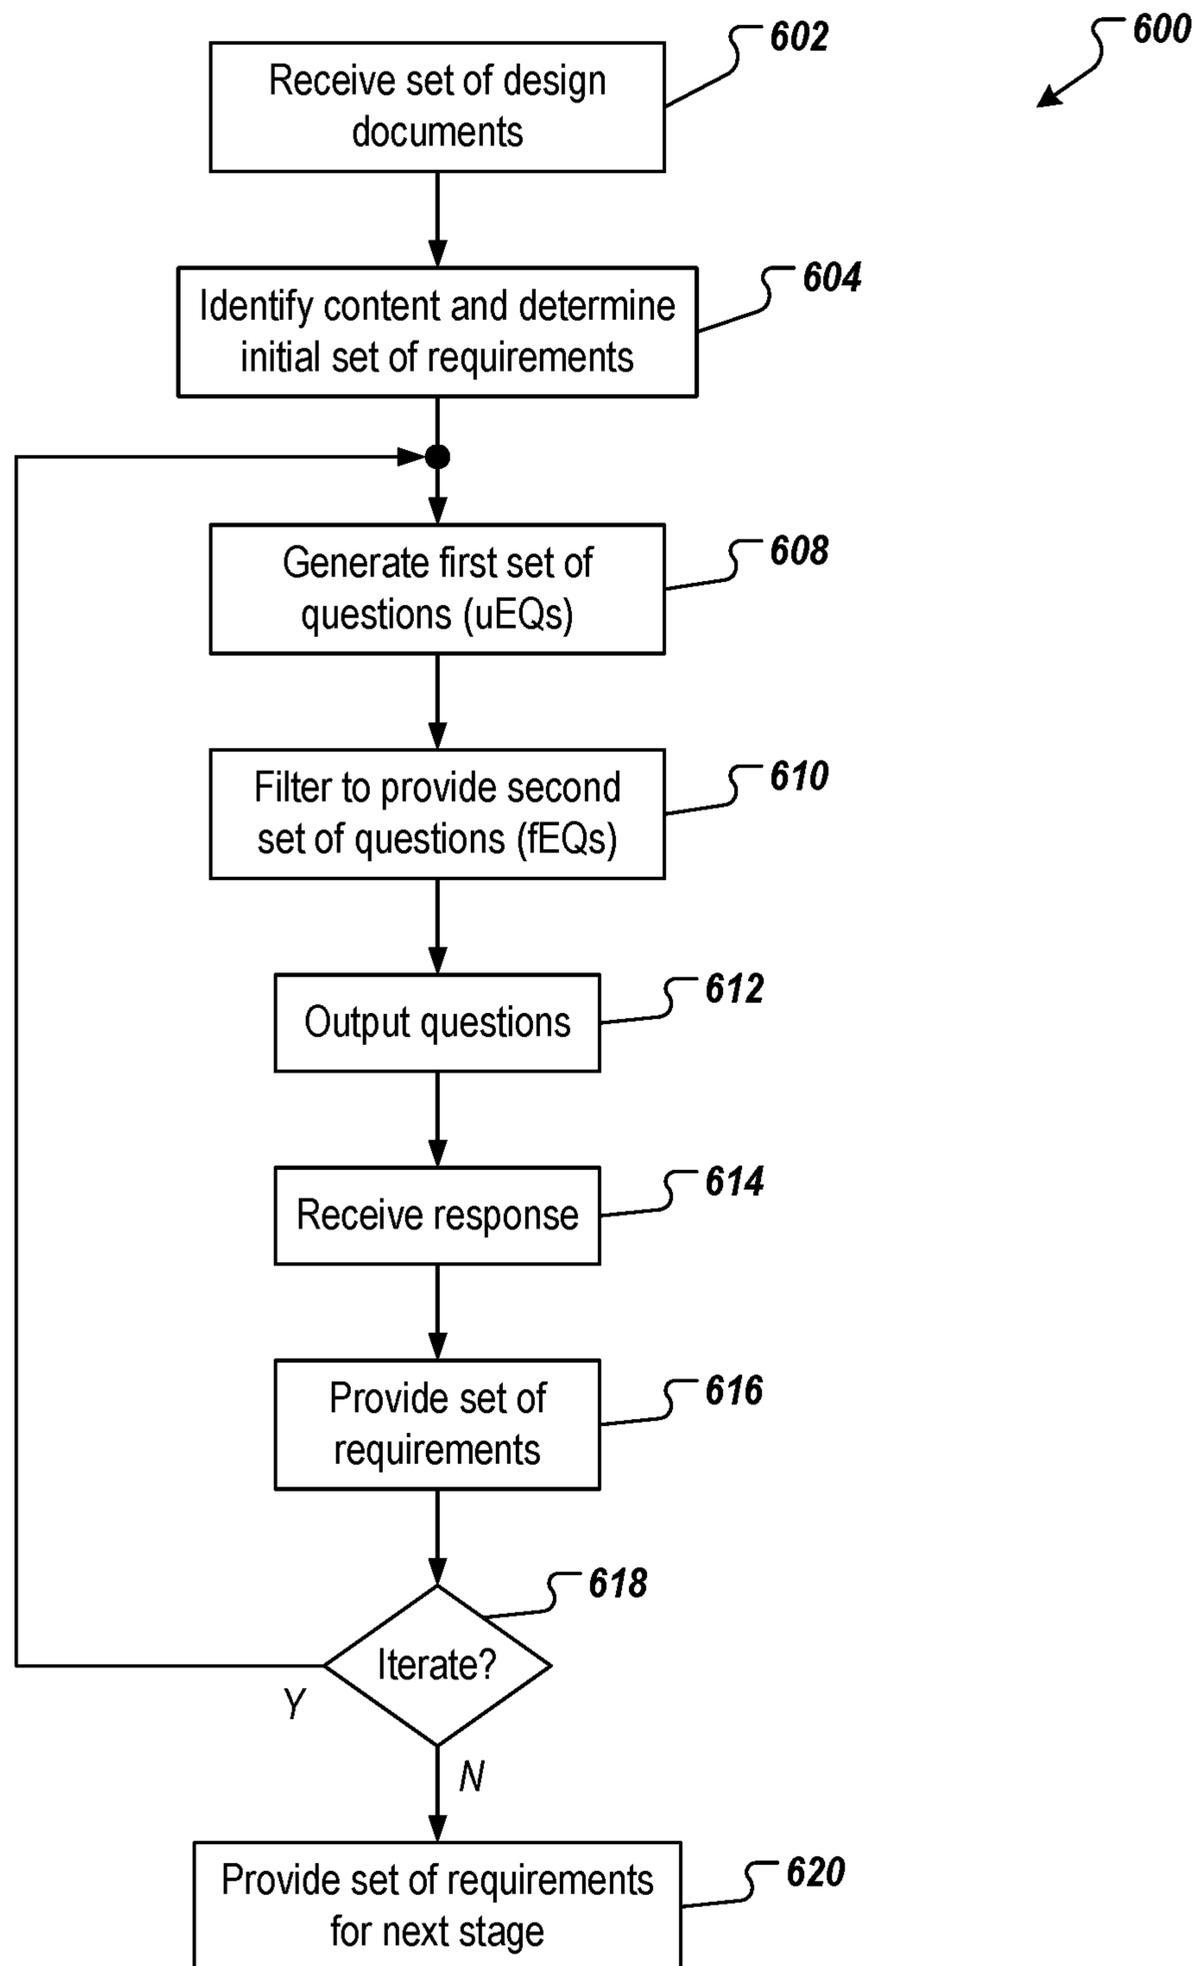 600
602
Receive set of design
documents
604
Identify content and determine
initial set of requirements
608
Generate first set of
questions (uEQs)
610
Filter to provide second
set of questions (fEQs)
612
Output questions
614
Receive response
616
Provide set of
requirements
618
Iterate?
Y
N
620
Provide set of requirements
for next stage